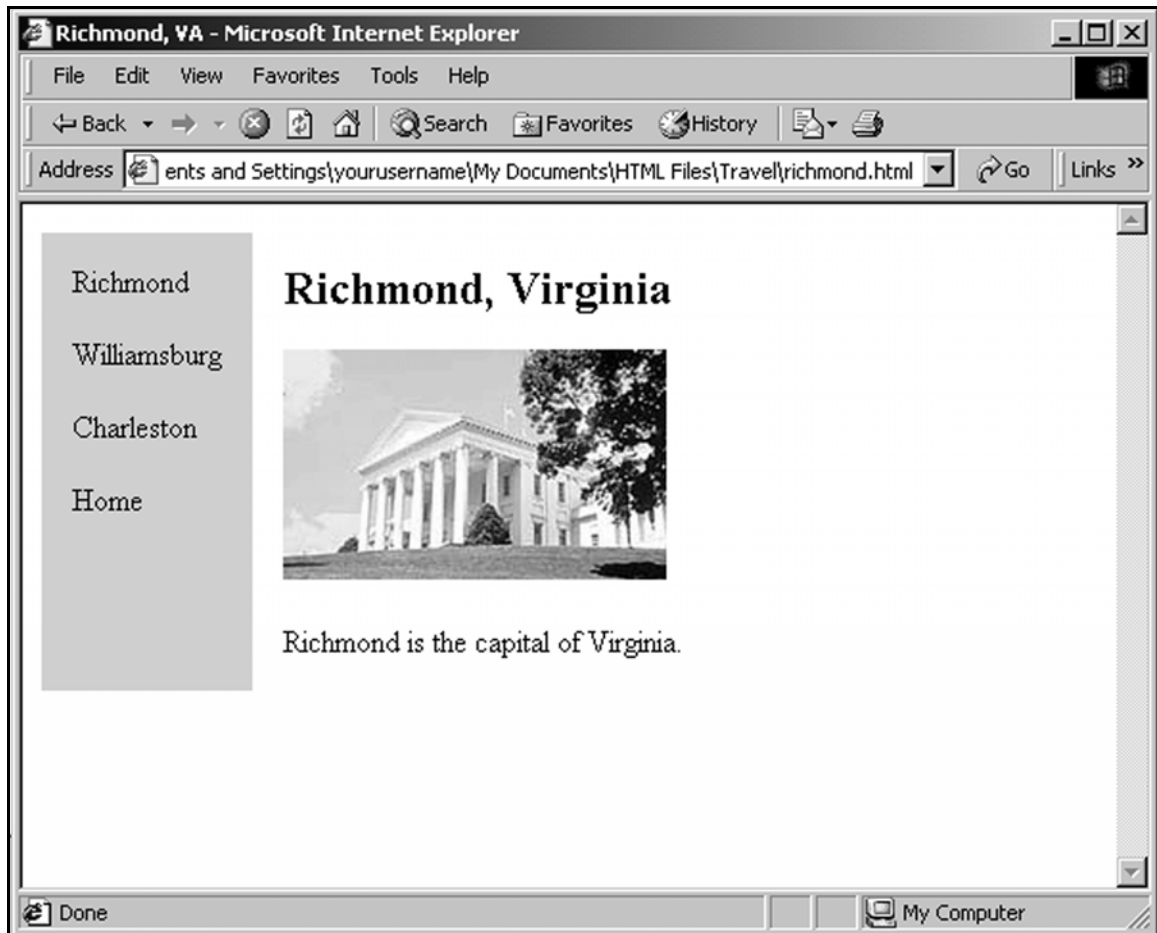 Richmond, VA - Microsoft Internet Explorer
File Edit View Favorites Tools Help
Back Search Favorites History
Address ents and Settings\yourusername\My Documents\HTML Files\Travel\richmond.html Go Links »
Richmond
Williamsburg
Charleston
Home
Richmond, Virginia
Richmond is the capital of Virginia.
Done My Computer